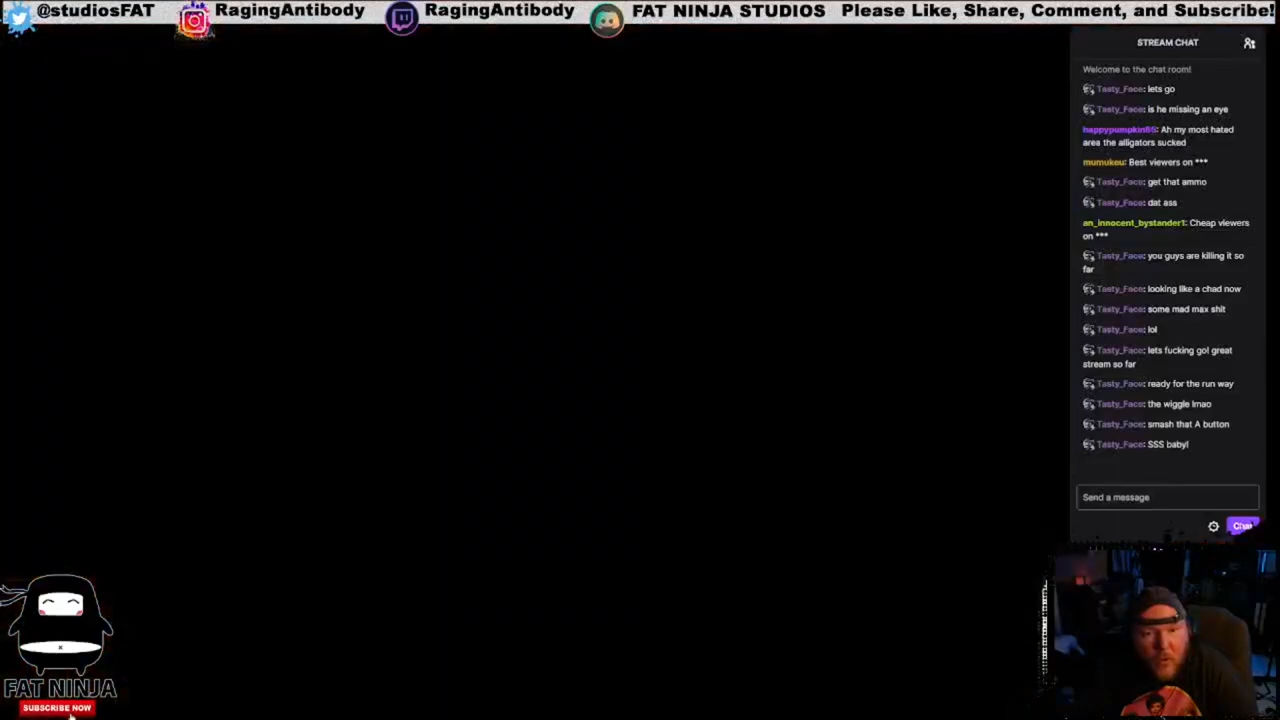 @studiosFAT RagingAntibody RagingAntibody FAT NINJA STUDIOS Please Like, Share, Comment, and Subscribe!
STREAM CHAT
Welcome to the chat room!
Tasty_Face: lets go
Tasty_Face: is he missing an eye
happypumpkin85: Ah my most hated
area the alligators sucked
mumukeu: Best viewers on ***
Tasty_Face: get that ammo
Tasty_Face: dat ass
an_innocent_bystander1: Cheap viewers
on ***
Tasty_Face: you guys are killing it so
far
Tasty_Face: looking like a chad now
Tasty_Face: some mad max shit
Tasty_Face: lol
Tasty_Face: lets fucking go! great
stream so far
Tasty_Face: ready for the run way
Tasty_Face: the wiggle lmao
Tasty_Face: smash that A button
Tasty_Face: SSS baby!
Send a message
Chat
FAT NINJA
SUBSCRIBE NOW